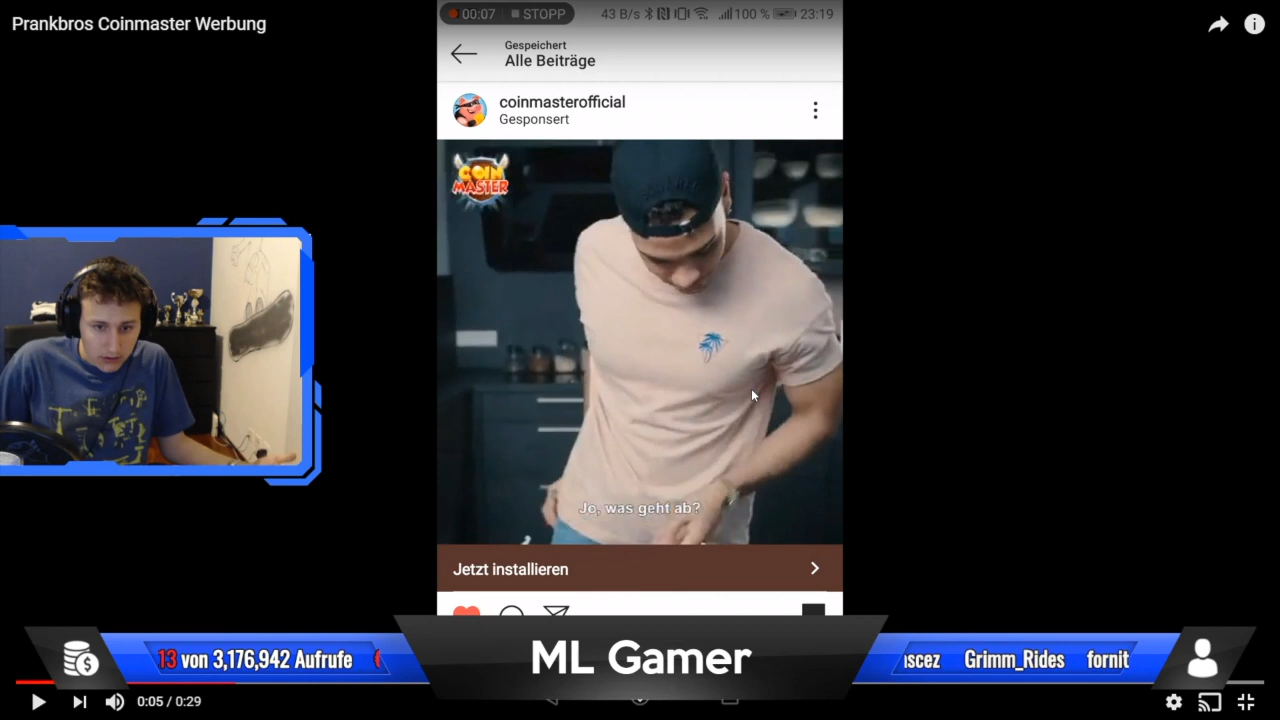 Prankbros Coinmaster Werbung
00:07 STOPP 43 B/s 100 % 23:19
Gespeichert
Alle Beiträge
coinmasterofficial
Gesponsert
COIN
MASTER
Jo, was geht ab?
Jetzt installieren
13 von 3,176,942 Aufrufe
ML Gamer
Grimm_Rides fornit
0:05 / 0:29